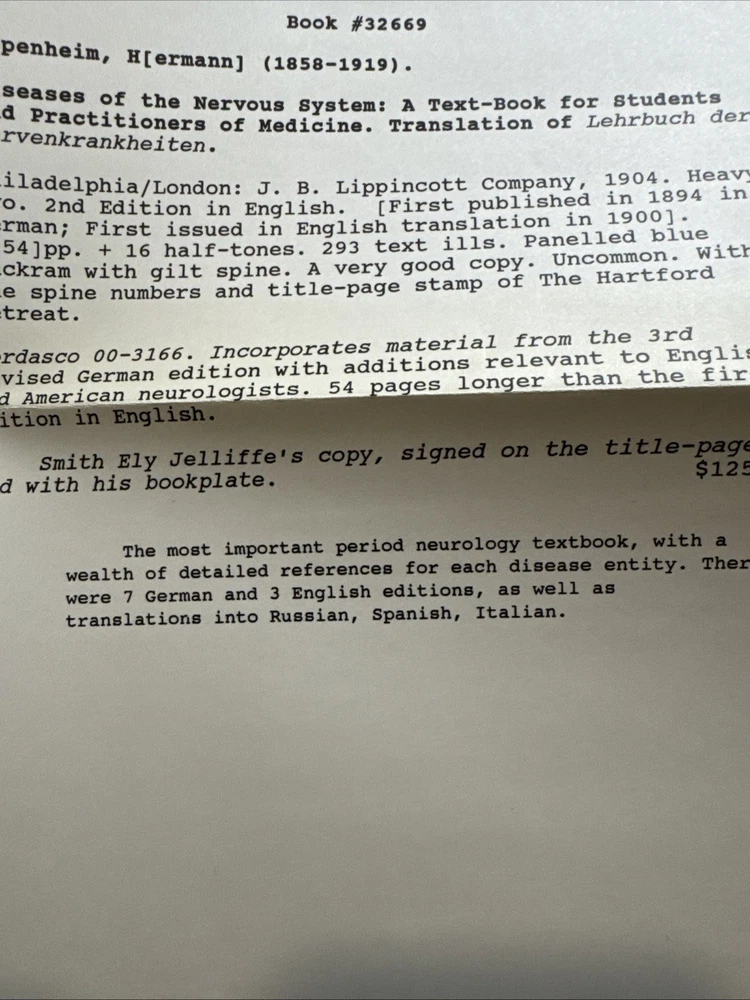 Book #32669
penheim, H[ermann] (1858-1919).
seases of the Nervous System: A Text-Book for Students
d Practitioners of Medicine. Translation of Lehrbuch der
rvenkrankheiten.
iladelphia/London: J. B. Lippincott Company, 1904. Heavy
o. 2nd Edition in English. [First published in 1894 in
rman; First issued in English translation in 1900].
54]pp. + 16 half-tones. 293 text ills. Panelled blue
ckram with gilt spine. A very good copy. Uncommon. With
e spine numbers and title-page stamp of The Hartford
treat.
rdasco 00-3166. Incorporates material from the 3rd
vised German edition with additions relevant to Englis
d American neurologists. 54 pages longer than the fir
ition in English.
Smith Ely Jelliffe's copy, signed on the title-page
d with his bookplate. $125
The most important period neurology textbook, with a
wealth of detailed references for each disease entity. Ther
were 7 German and 3 English editions, as well as
translations into Russian, Spanish, Italian.